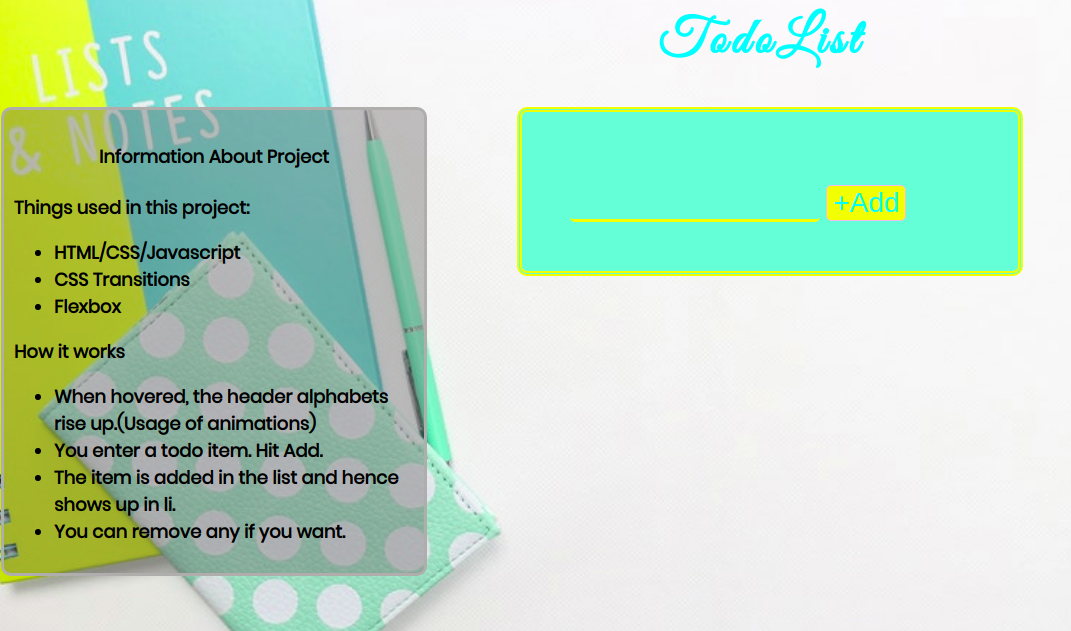 LISTS
& NOTES
TodoList
Information About Project
Things used in this project:
HTML/CSS/Javascript
CSS Transitions
Flexbox
How it works
When hovered, the header alphabets
rise up.(Usage of animations)
You enter a todo item. Hit Add.
The item is added in the list and hence
shows up in li.
You can remove any if you want.
+Add